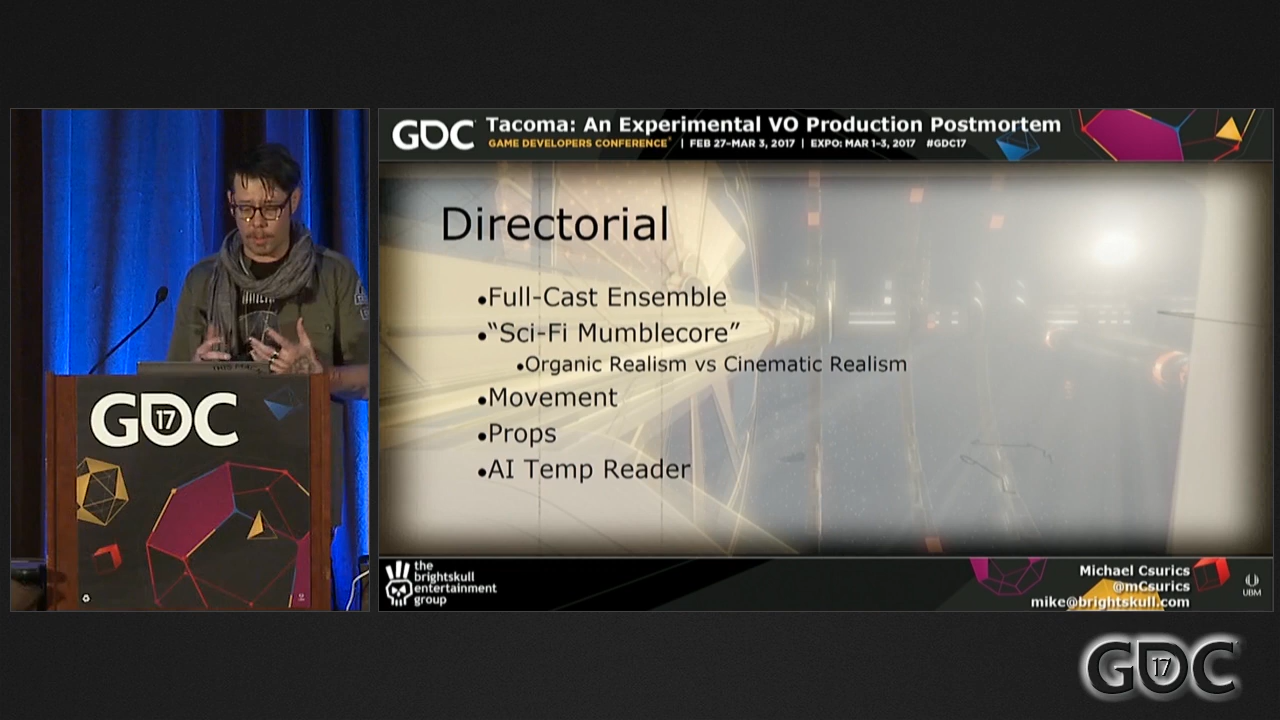 GDC
Tacoma: An Experimental VO Production Postmortem
GAME DEVELOPERS CONFERENCE | FEB 27–MAR 3, 2017 | EXPO: MAR 1–3, 2017 #GDC17
Directorial
•Full-Cast Ensemble
•“Sci-Fi Mumblecore”
•Organic Realism vs Cinematic Realism
•Movement
•Props
•AI Temp Reader
GDC
17
the
brightskull
entertainment
group
Michael Csurics
@mCsurics
mike@brightskull.com
UBM
GDC
17